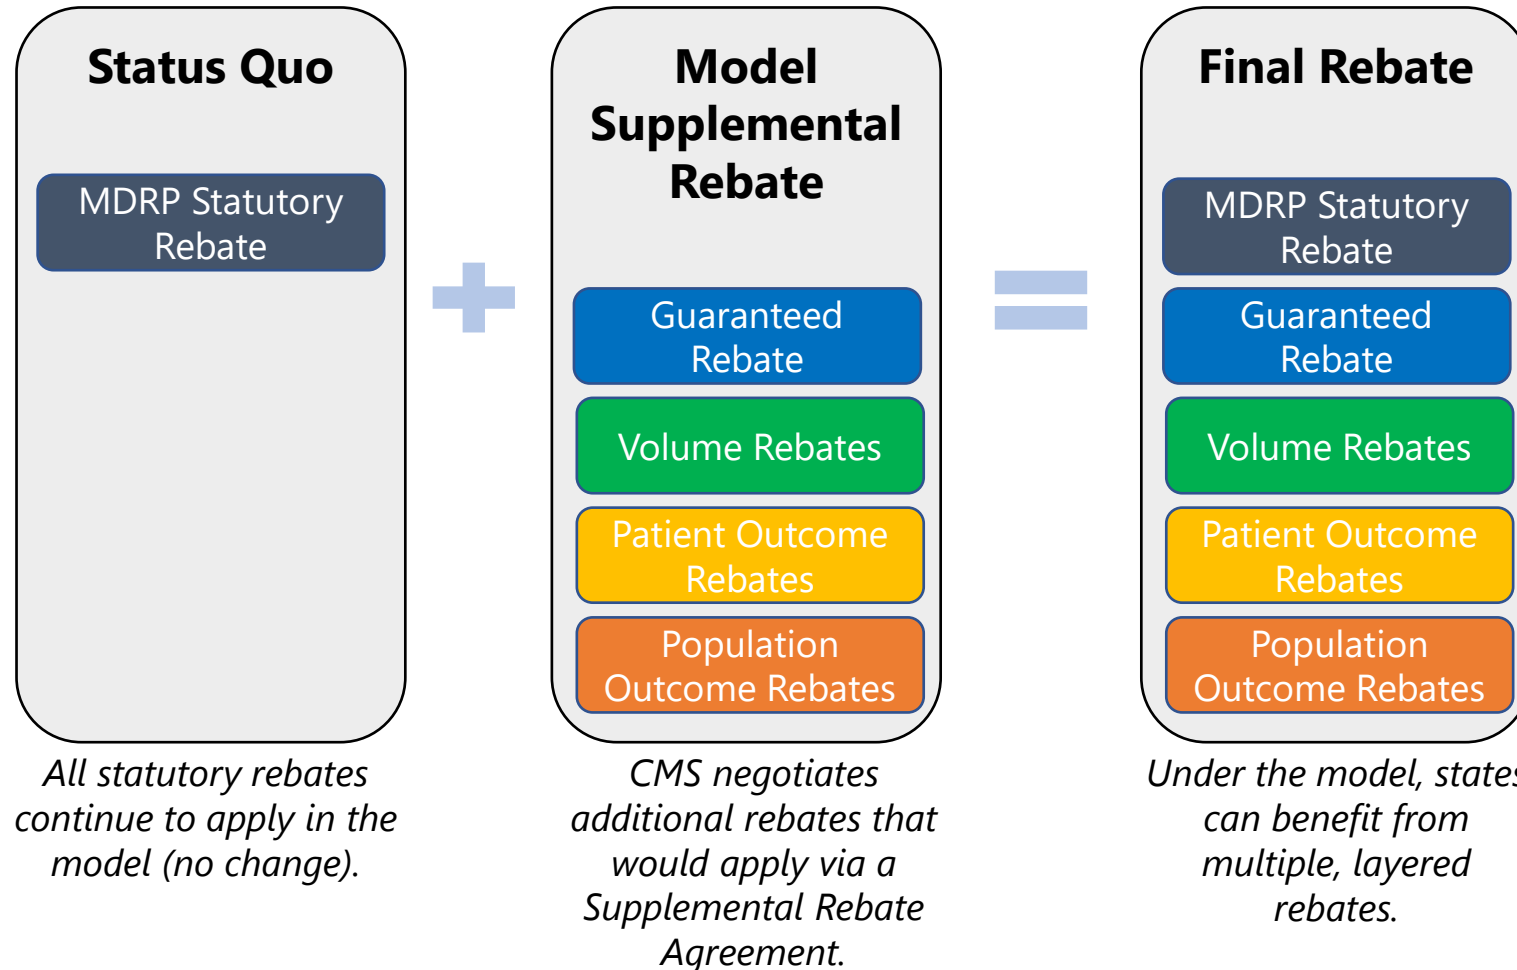 Status Quo
MDRP Statutory
Rebate
All statutory rebates
continue to apply in the
model (no change).
Model
Supplemental
Rebate
Guaranteed
Rebate
Volume Rebates
Patient Outcome
Rebates
Population
Outcome Rebates
CMS negotiates
additional rebates that
would apply via a
Supplemental Rebate
Agreement.
Final Rebate
MDRP Statutory
Rebate
Guaranteed
Rebate
Volume Rebates
Patient Outcome
Rebates
Population
Outcome Rebates
Under the model, states
can benefit from
multiple, layered
rebates.